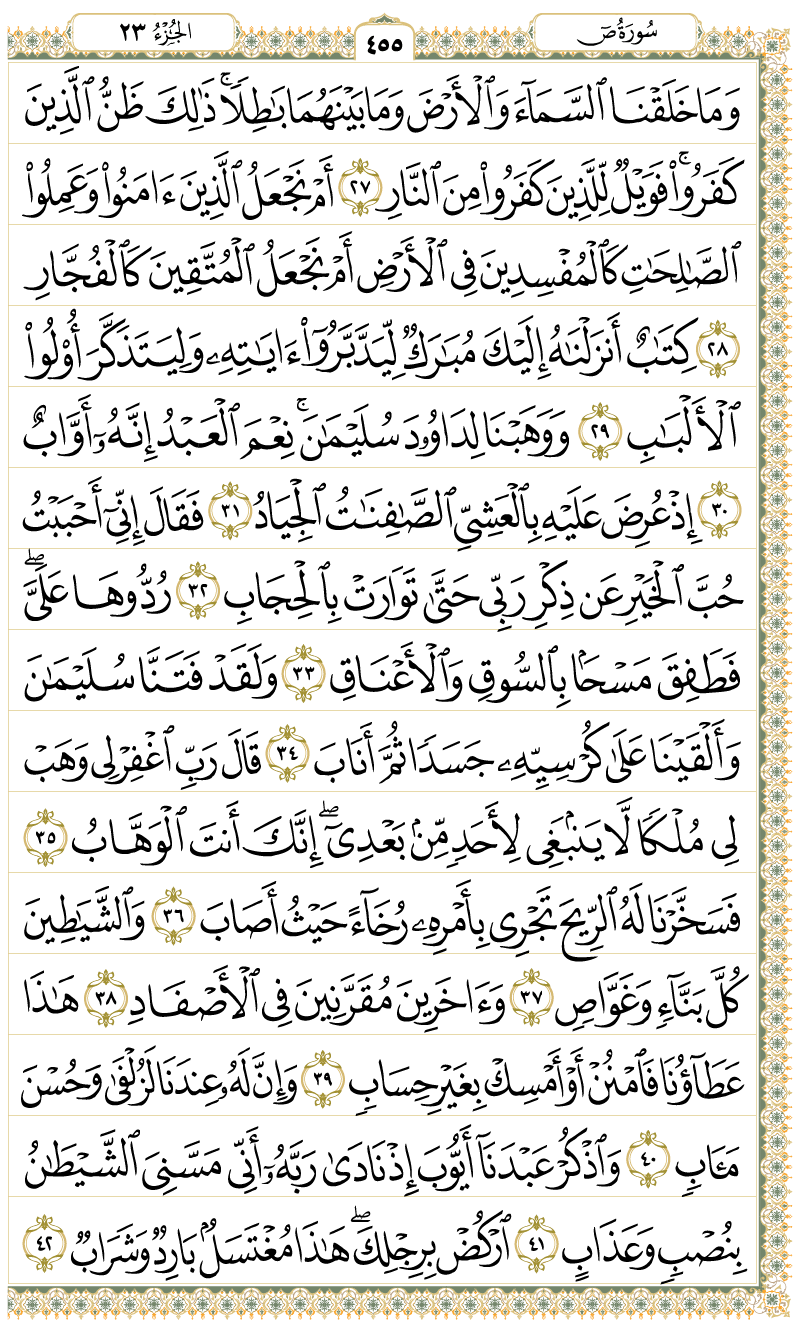 سُورَةُ صٓ
٤٥٥
الجُزْءُ ٢٣
وَمَا خَلَقْنَا ٱلسَّمَآءَ وَٱلْأَرْضَ وَمَا بَيْنَهُمَا بَٰطِلًا ۚ ذَٰلِكَ ظَنُّ ٱلَّذِينَ
كَفَرُوا۟ ۚ فَوَيْلٌ لِّلَّذِينَ كَفَرُوا۟ مِنَ ٱلنَّارِ ٢٧ أَمْ نَجْعَلُ ٱلَّذِينَ ءَامَنُوا۟ وَعَمِلُوا۟
ٱلصَّٰلِحَٰتِ كَٱلْمُفْسِدِينَ فِى ٱلْأَرْضِ أَمْ نَجْعَلُ ٱلْمُتَّقِينَ كَٱلْفُجَّارِ
٢٨ كِتَٰبٌ أَنزَلْنَٰهُ إِلَيْكَ مُبَٰرَكٌ لِّيَدَّبَّرُوٓا۟ ءَايَٰتِهِۦ وَلِيَتَذَكَّرَ أُو۟لُوا۟
ٱلْأَلْبَٰبِ ٢٩ وَوَهَبْنَا لِدَاوُۥدَ سُلَيْمَٰنَ ۚ نِعْمَ ٱلْعَبْدُ إِنَّهُۥٓ أَوَّابٌ
٣٠ إِذْ عُرِضَ عَلَيْهِ بِٱلْعَشِىِّ ٱلصَّٰفِنَٰتُ ٱلْجِيَادُ ٣١ فَقَالَ إِنِّىٓ أَحْبَبْتُ
حُبَّ ٱلْخَيْرِ عَن ذِكْرِ رَبِّى حَتَّىٰ تَوَارَتْ بِٱلْحِجَابِ ٣٢ رُدُّوهَا عَلَىَّ ۖ
فَطَفِقَ مَسْحًۢا بِٱلسُّوقِ وَٱلْأَعْنَاقِ ٣٣ وَلَقَدْ فَتَنَّا سُلَيْمَٰنَ
وَأَلْقَيْنَا عَلَىٰ كُرْسِيِّهِۦ جَسَدًا ثُمَّ أَنَابَ ٣٤ قَالَ رَبِّ ٱغْفِرْ لِى وَهَبْ
لِى مُلْكًا لَّا يَنۢبَغِى لِأَحَدٍ مِّنۢ بَعْدِىٓ ۖ إِنَّكَ أَنتَ ٱلْوَهَّابُ ٣٥
فَسَخَّرْنَا لَهُ ٱلرِّيحَ تَجْرِى بِأَمْرِهِۦ رُخَآءً حَيْثُ أَصَابَ ٣٦ وَٱلشَّيَٰطِينَ
كُلَّ بَنَّآءٍ وَغَوَّاصٍ ٣٧ وَءَاخَرِينَ مُقَرَّنِينَ فِى ٱلْأَصْفَادِ ٣٨ هَٰذَا
عَطَآؤُنَا فَٱمْنُنْ أَوْ أَمْسِكْ بِغَيْرِ حِسَابٍ ٣٩ وَإِنَّ لَهُۥ عِندَنَا لَزُلْفَىٰ وَحُسْنَ
مَـَٔابٍ ٤٠ وَٱذْكُرْ عَبْدَنَآ أَيُّوبَ إِذْ نَادَىٰ رَبَّهُۥٓ أَنِّى مَسَّنِىَ ٱلشَّيْطَٰنُ
بِنُصْبٍ وَعَذَابٍ ٤١ ٱرْكُضْ بِرِجْلِكَ ۖ هَٰذَا مُغْتَسَلٌۢ بَارِدٌ وَشَرَابٌ ٤٢